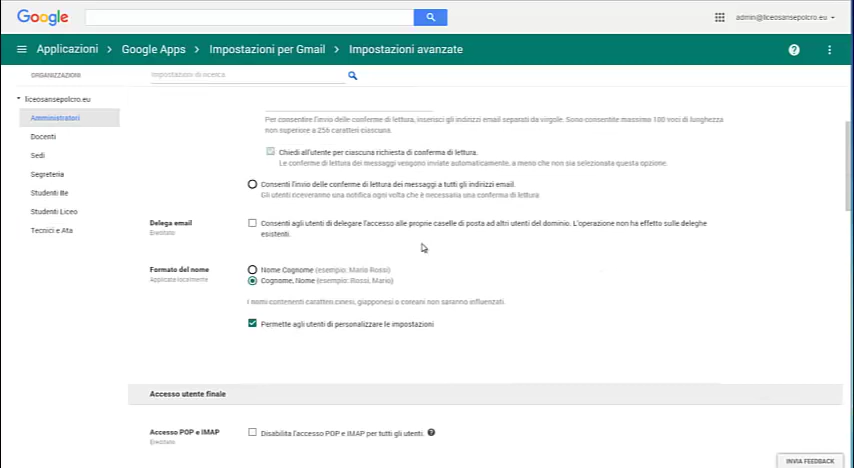 Google
admin@liceosansepolcro.eu
Applicazioni > Google Apps > Impostazioni per Gmail > Impostazioni avanzate
ORGANIZZAZIONI
Impostazione di ricerca
liceosansepolcro.eu
Amministratori
Docenti
Sedi
Segreteria
Studenti Ite
Studenti Liceo
Tecnici e Ata
Per consentire l'invio delle conferme di lettura, inserisci gli indirizzi email separati da virgole. Sono consentite massimo 100 voci di lunghezza
non superiore a 256 caratteri ciascuna.
Chiedi all'utente per ciascuna richiesta di conferma di lettura.
Le conferme di lettura dei messaggi vengono inviate automaticamente, a meno che non sia selezionata questa opzione.
Consenti l'invio delle conferme di lettura dei messaggi a tutti gli indirizzi email.
Gli utenti riceveranno una notifica ogni volta che è necessaria una conferma di lettura
Delega email
Ereditato
Consenti agli utenti di delegare l'accesso alle proprie caselle di posta ad altri utenti del dominio. L'operazione non ha effetto sulle deleghe
esistenti.
Formato del nome
Applicate localmente
Nome Cognome (esempio: Mario Rossi)
Cognome, Nome (esempio: Rossi, Mario)
I nomi contenenti caratteri cinesi, giapponesi o coreani non saranno influenzati.
Permette agli utenti di personalizzare le impostazioni
Accesso utente finale
Accesso POP e IMAP
Ereditato
Disabilita l'accesso POP e IMAP per tutti gli utenti.
INVIA FEEDBACK